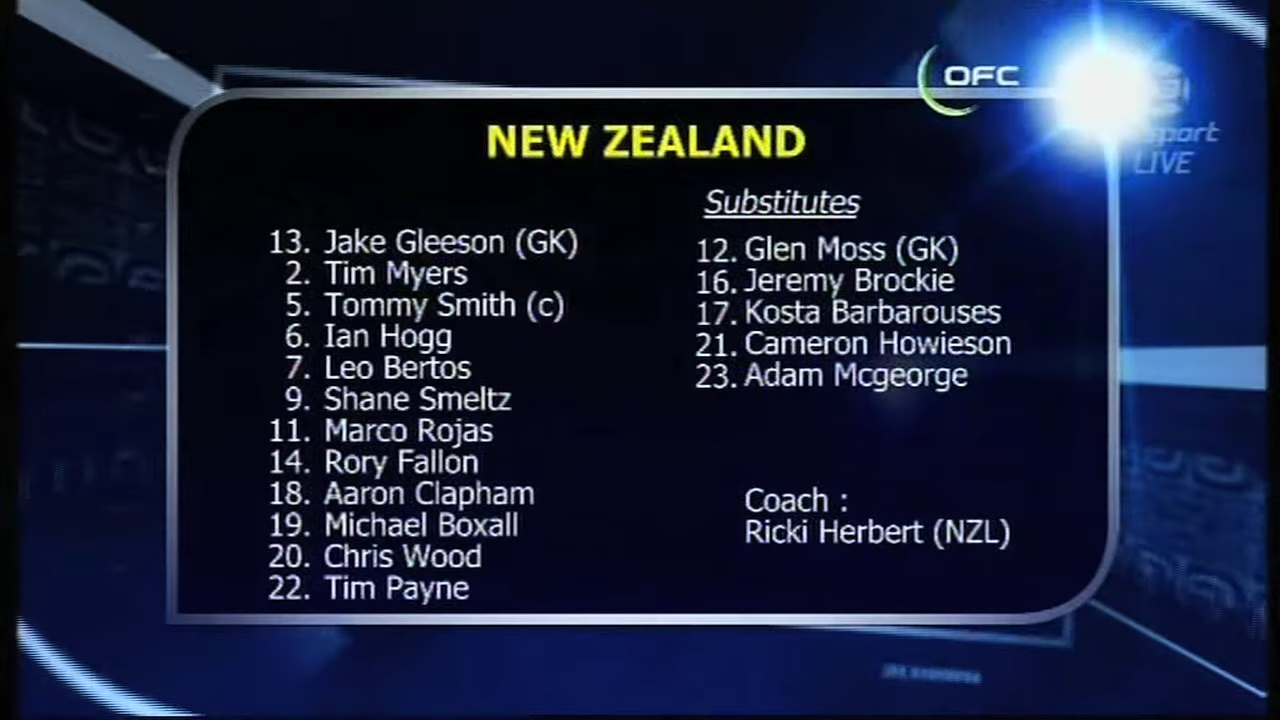 OFC
sport
LIVE
NEW ZEALAND
13. Jake Gleeson (GK)
2. Tim Myers
5. Tommy Smith (c)
6. Ian Hogg
7. Leo Bertos
9. Shane Smeltz
11. Marco Rojas
14. Rory Fallon
18. Aaron Clapham
19. Michael Boxall
20. Chris Wood
22. Tim Payne
Substitutes
12. Glen Moss (GK)
16. Jeremy Brockie
17. Kosta Barbarouses
21. Cameron Howieson
23. Adam Mcgeorge
Coach :
Ricki Herbert (NZL)